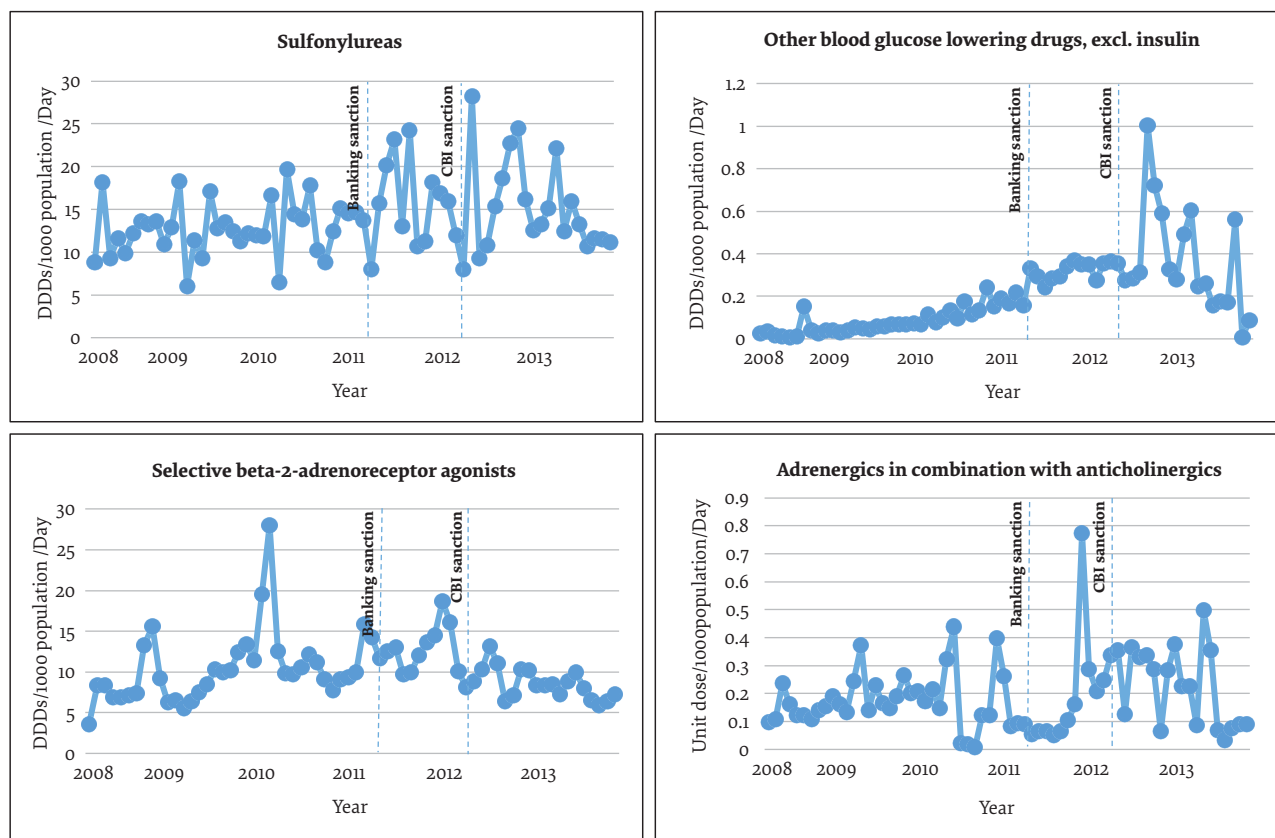 Sulfonylureas
DDDs/1000 population /Day
30
25
20
15
10
5
0
Banking sanction
CBI sanction
2008 2009 2010 2011 2012 2013
Year
Other blood glucose lowering drugs, excl. insulin
DDDs/1000 population /Day
1.2
1
0.8
0.6
0.4
0.2
0
Banking sanction
CBI sanction
2008 2009 2010 2011 2012 2013
Year
Selective beta-2-adrenoreceptor agonists
DDDs/1000 population /Day
30
25
20
15
10
5
0
Banking sanction
CBI sanction
2008 2009 2010 2011 2012 2013
Year
Adrenergics in combination with anticholinergics
Unit dose/1000population/Day
0.9
0.8
0.7
0.6
0.5
0.4
0.3
0.2
0.1
0
Banking sanction
CBI sanction
2008 2009 2010 2011 2012 2013
Year